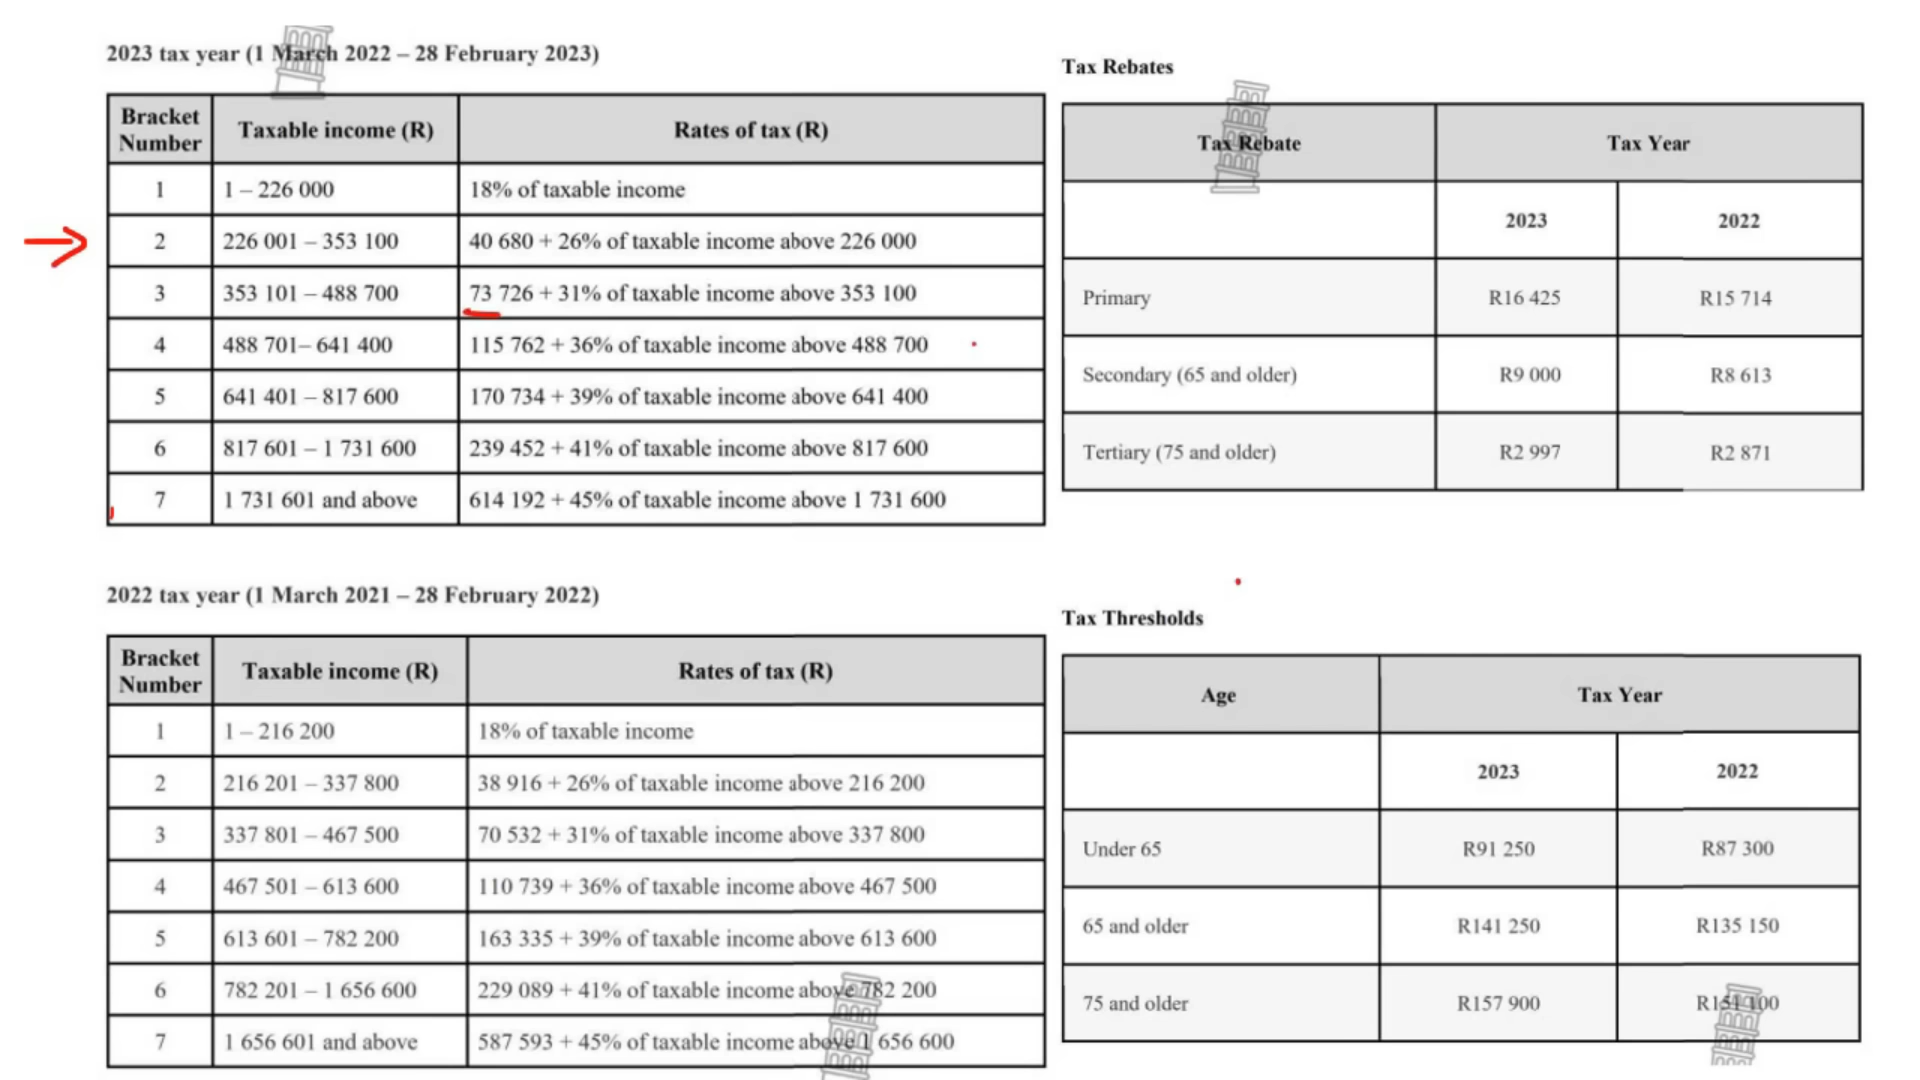 2023 tax year (1 March 2022 – 28 February 2023)
Bracket Number Taxable income (R) Rates of tax (R)
1 1 – 226 000 18% of taxable income
2 226 001 – 353 100 40 680 + 26% of taxable income above 226 000
3 353 101 – 488 700 73 726 + 31% of taxable income above 353 100
4 488 701– 641 400 115 762 + 36% of taxable income above 488 700
5 641 401 – 817 600 170 734 + 39% of taxable income above 641 400
6 817 601 – 1 731 600 239 452 + 41% of taxable income above 817 600
7 1 731 601 and above 614 192 + 45% of taxable income above 1 731 600
Tax Rebates
Tax Rebate Tax Year
2023 2022
Primary R16 425 R15 714
Secondary (65 and older) R9 000 R8 613
Tertiary (75 and older) R2 997 R2 871
2022 tax year (1 March 2021 – 28 February 2022)
Bracket Number Taxable income (R) Rates of tax (R)
1 1 – 216 200 18% of taxable income
2 216 201 – 337 800 38 916 + 26% of taxable income above 216 200
3 337 801 – 467 500 70 532 + 31% of taxable income above 337 800
4 467 501 – 613 600 110 739 + 36% of taxable income above 467 500
5 613 601 – 782 200 163 335 + 39% of taxable income above 613 600
6 782 201 – 1 656 600 229 089 + 41% of taxable income above 782 200
7 1 656 601 and above 587 593 + 45% of taxable income above 1 656 600
Tax Thresholds
Age Tax Year
2023 2022
Under 65 R91 250 R87 300
65 and older R141 250 R135 150
75 and older R157 900 R151 100